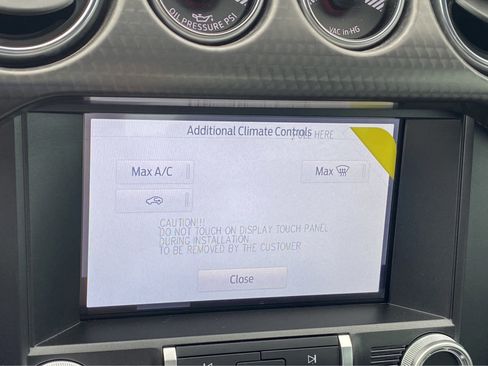 OIL PRESSURE PSI
VAC in-HG
Additional Climate Controls
PULL HERE
Max A/C
Max
CAUTION!!!
DO NOT TOUCH ON DISPLAY TOUCH PANEL
DURING INSTALLATION
TO BE REMOVED BY THE CUSTOMER
Close